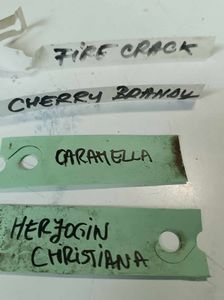 FIRE CRACK
CHERRY BRANDY
CARAMELLA
HERZOGIN
CHRISTIANA